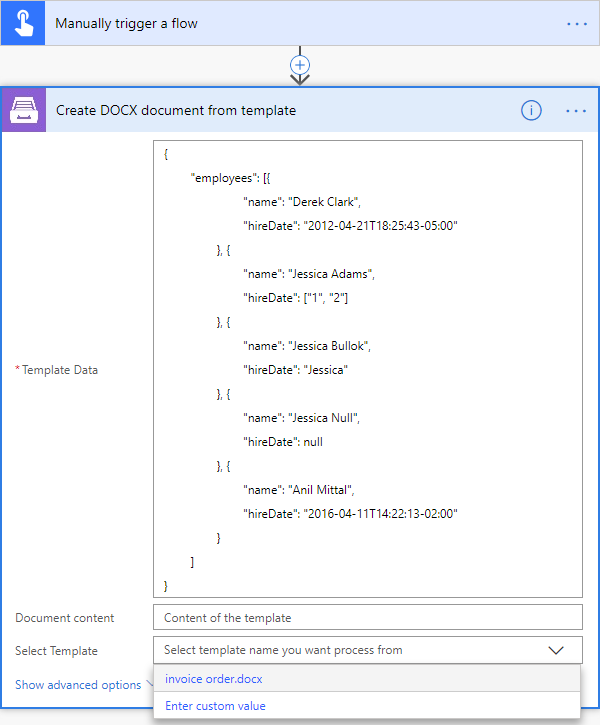 Manually trigger a flow
Create DOCX document from template
{
"employees": [{
"name": "Derek Clark",
"hireDate": "2012-04-21T18:25:43-05:00"
}, {
"name": "Jessica Adams",
"hireDate": ["1", "2"]
}, {
"name": "Jessica Bullok",
"hireDate": "Jessica"
}, {
"name": "Jessica Null",
"hireDate": null
}, {
"name": "Anil Mittal",
"hireDate": "2016-04-11T14:22:13-02:00"
}
]
}
* Template Data
Document content
Content of the template
Select Template
Select template name you want process from
invoice order.docx
Show advanced options
Enter custom value